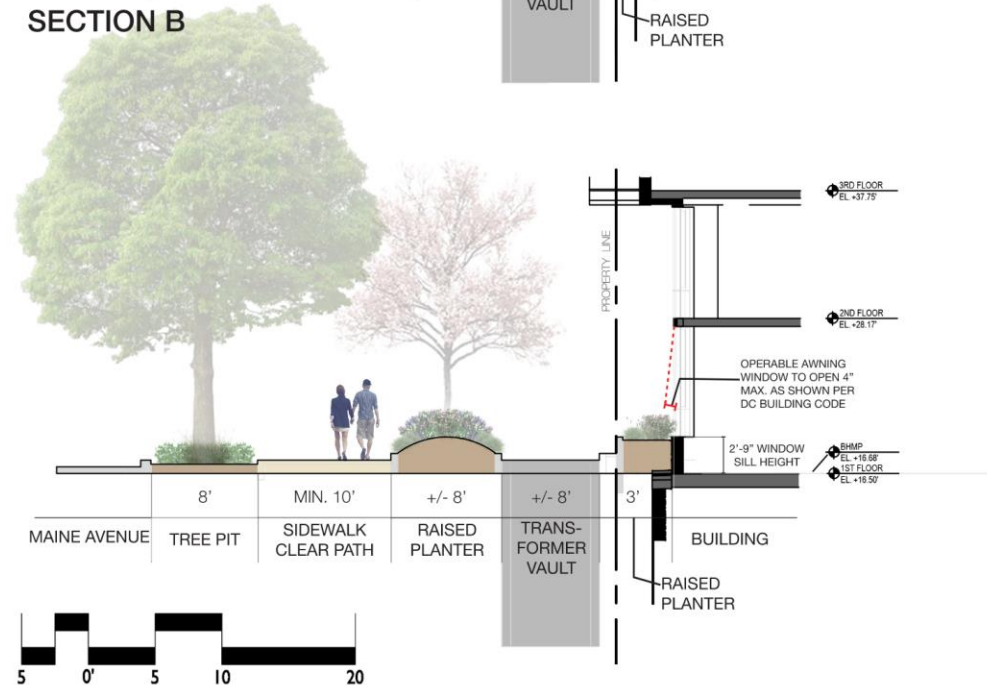 SECTION B
VAULT
RAISED
PLANTER
3RD FLOOR
EL. +37.75'
PROPERTY LINE
2ND FLOOR
EL. +28.17'
OPERABLE AWNING
WINDOW TO OPEN 4"
MAX. AS SHOWN PER
DC BUILDING CODE
2'-9" WINDOW
SILL HEIGHT
BHMP
EL. +16.68'
1ST FLOOR
EL. +16.50'
8'
MIN. 10'
+/- 8'
+/- 8'
3'
MAINE AVENUE
TREE PIT
SIDEWALK
CLEAR PATH
RAISED
PLANTER
TRANS-
FORMER
VAULT
BUILDING
RAISED
PLANTER
5 0' 5 10 20